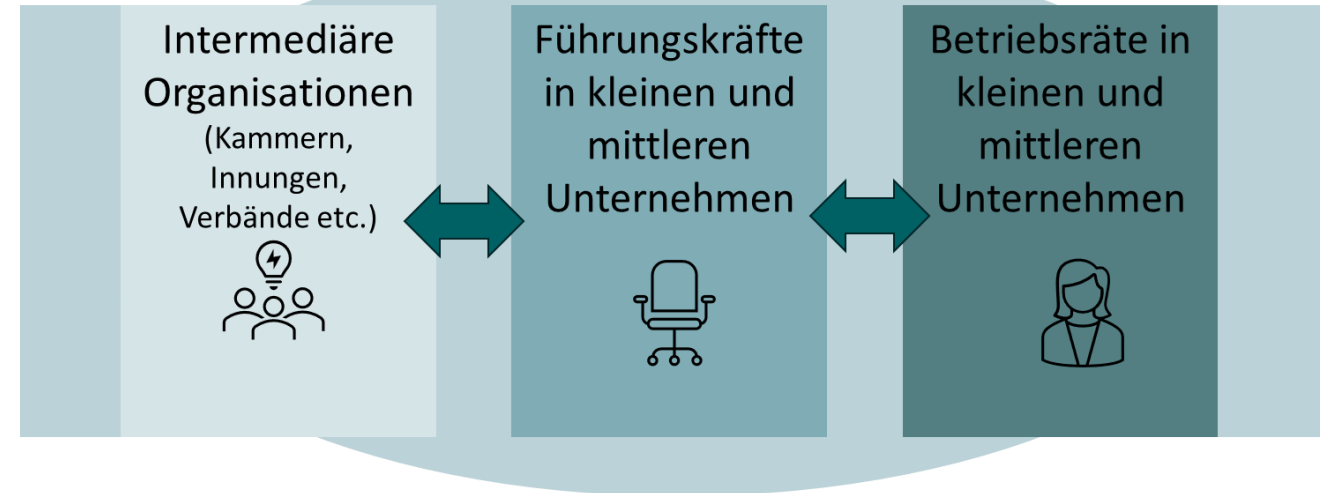 Intermediäre
Organisationen
(Kammern,
Innungen,
Verbände etc.)
Führungskräfte
in kleinen und
mittleren
Unternehmen
Betriebsräte in
kleinen und
mittleren
Unternehmen